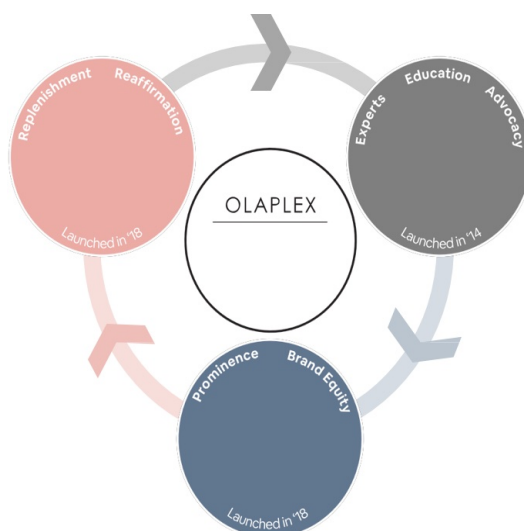 Replenishment Reaffirmation
Launched in '18
Experts Education Advocacy
Launched in '14
OLAPLEX
Prominence Brand Equity
Launched in '18